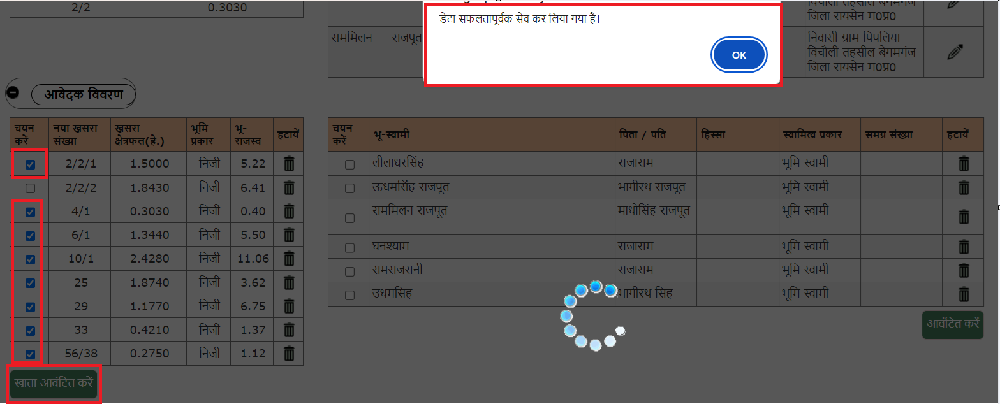 2/2 0.3030
विचौली तहसील बेगमगंज
जिला रायसेन म0प्र0
डेटा सफलतापूर्वक सेव कर लिया गया है।
OK
राममिलन राजपूत
निवासी ग्राम पिपलिया
विचौली तहसील बेगमगंज
जिला रायसेन म0प्र0
आवेदक विवरण
चयन करें नया खसरा संख्या खसरा क्षेत्रफल(हे.) भूमि प्रकार भू-राजस्व हटायें
2/2/1 1.5000 निजी 5.22
2/2/2 1.8430 निजी 6.41
4/1 0.3030 निजी 0.40
6/1 1.3440 निजी 5.50
10/1 2.4280 निजी 11.06
25 1.8740 निजी 3.62
29 1.1770 निजी 6.75
33 0.4210 निजी 1.37
56/38 0.2750 निजी 1.12
खाता आवंटित करें
चयन करें भू-स्वामी पिता / पति हिस्सा स्वामित्व प्रकार समग्र संख्या हटायें
लीलाधरसिंह राजाराम भूमि स्वामी
ऊधमसिंह राजपूत भागीरथ राजपूत भूमि स्वामी
राममिलन राजपूत माधोसिंह राजपूत भूमि स्वामी
घनश्याम राजाराम भूमि स्वामी
रामराजरानी राजाराम भूमि स्वामी
उधमसिह भागीरथ सिह भूमि स्वामी
आवंटित करें